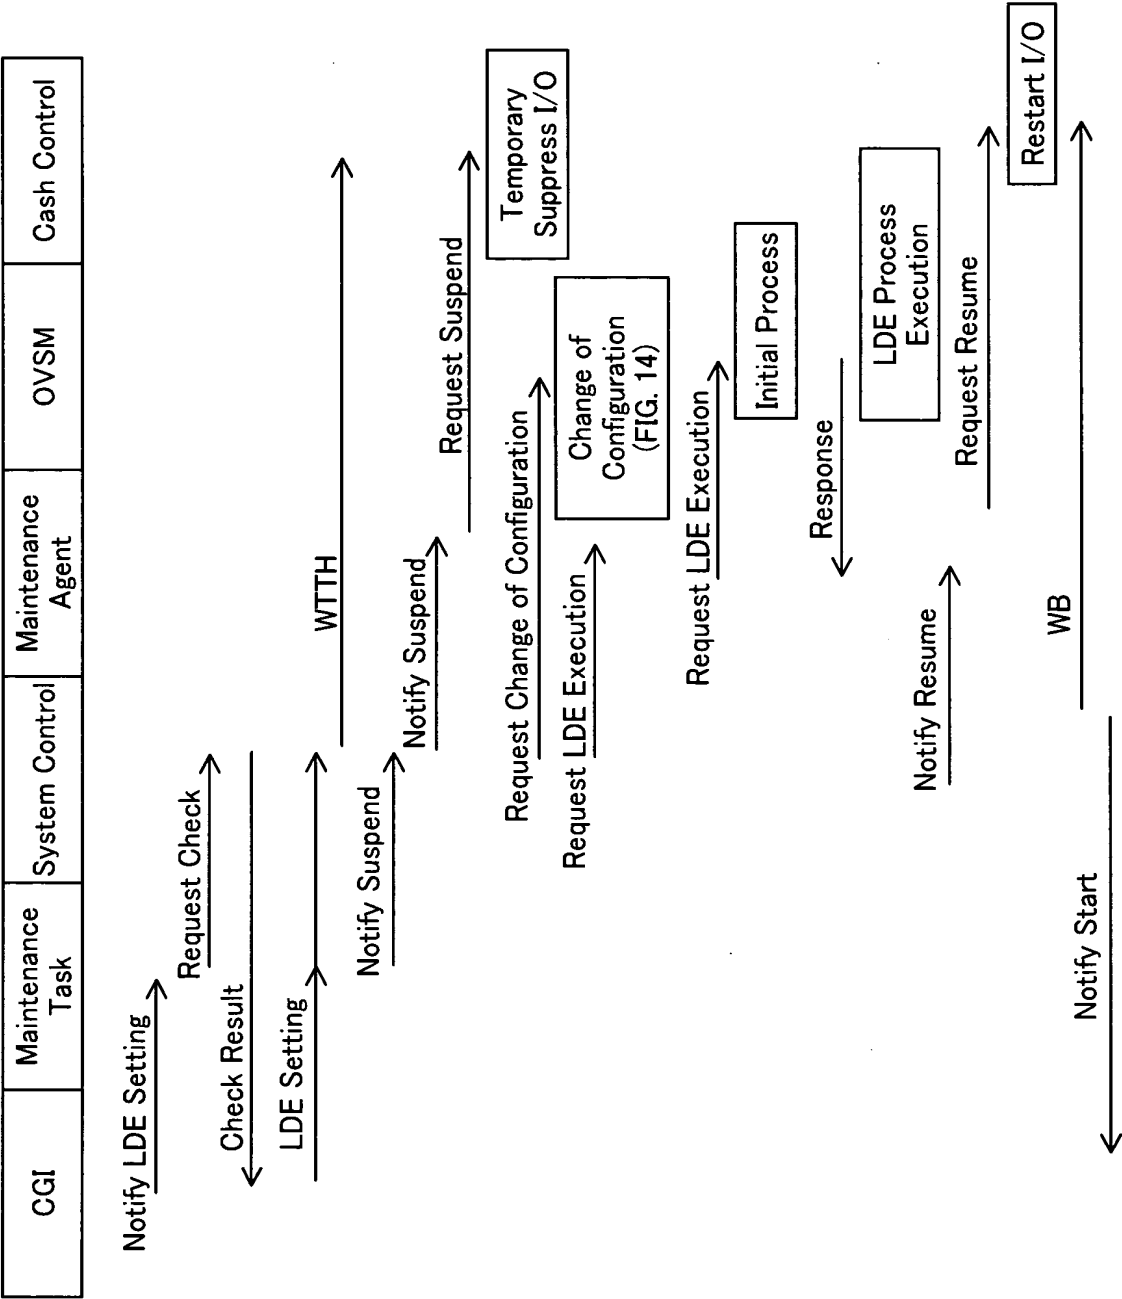 CGI
Maintenance
Task
System Control
Maintenance
Agent
OVSM
Cash Control
Notify LDE Setting
Request Check
Check Result
LDE Setting
WTTH
Notify Suspend
Notify Suspend
Request Suspend
Temporary
Suppress I/O
Request Change of Configuration
Change of
Configuration
(FIG. 14)
Request LDE Execution
Request LDE Execution
Initial Process
Response
LDE Process
Execution
Notify Resume
Request Resume
Restart I/O
WB
Notify Start